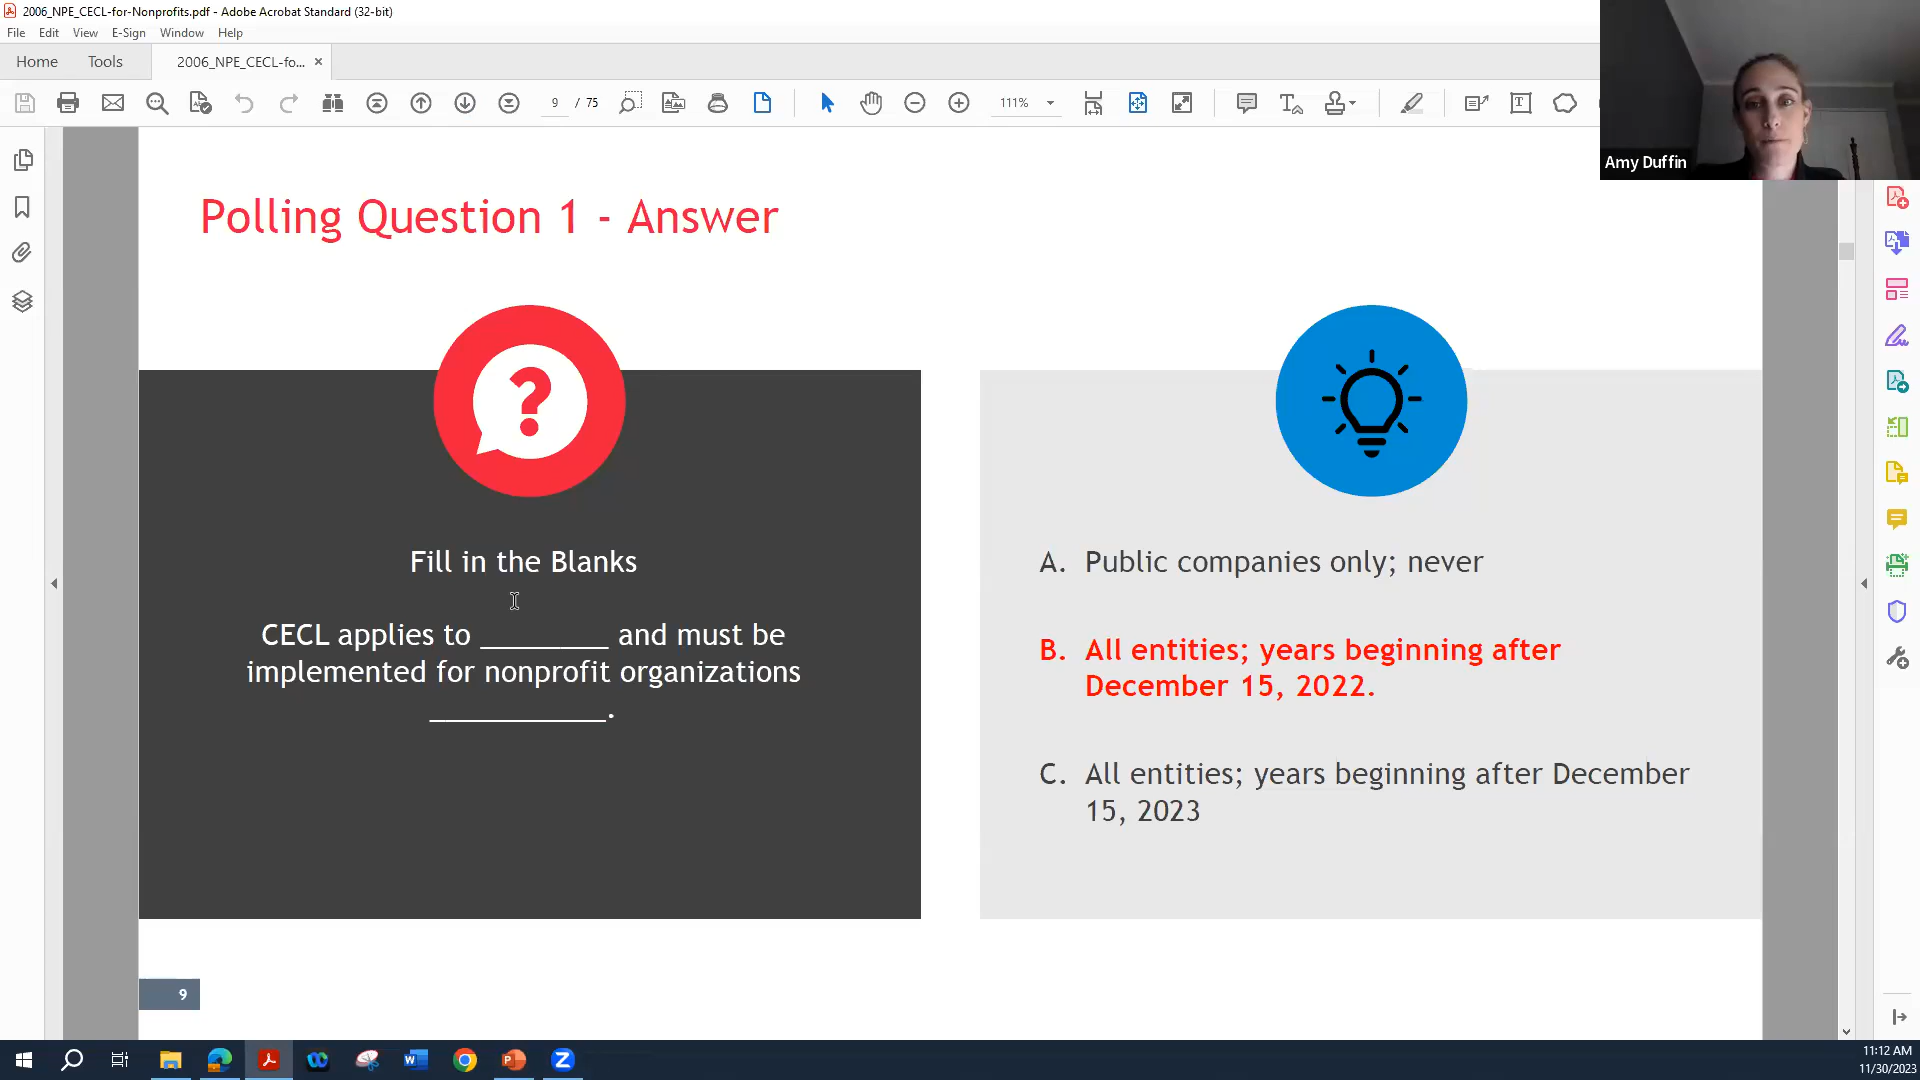 2006_NPE_CECL-for-Nonprofits.pdf - Adobe Acrobat Standard (32-bit)
File Edit View E-Sign Window Help
Home Tools 2006_NPE_CECL-fo... ×
9 / 75 111%
Amy Duffin
Polling Question 1 - Answer
?
Fill in the Blanks
CECL applies to ________ and must be
implemented for nonprofit organizations
___________.
A. Public companies only; never
B. All entities; years beginning after
December 15, 2022.
C. All entities; years beginning after December
15, 2023
9
11:12 AM
11/30/2023